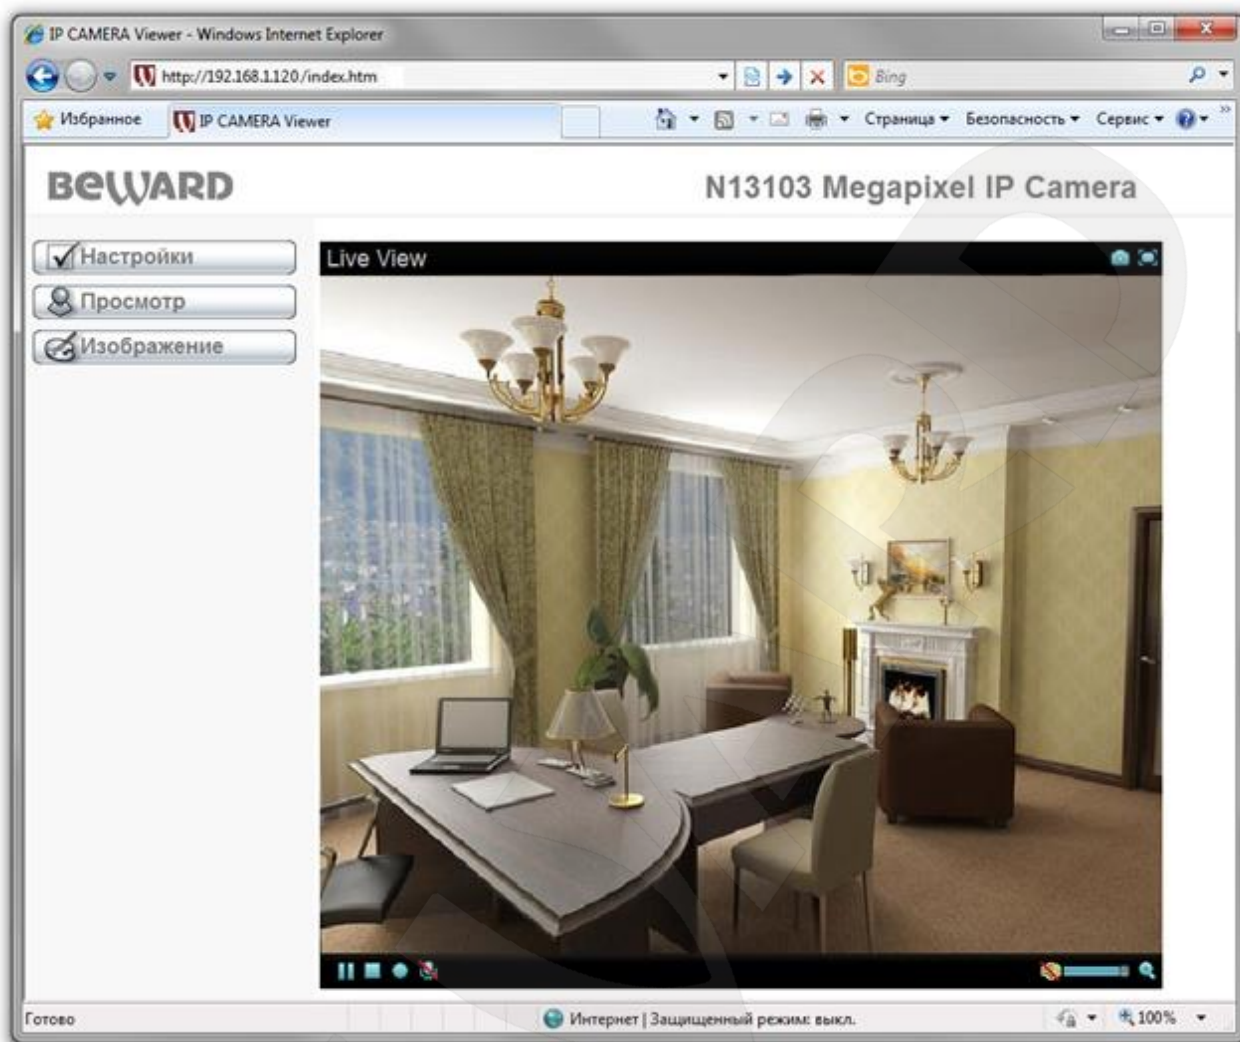 IP CAMERA Viewer - Windows Internet Explorer
http://192.168.1.120/index.htm
Bing
Избранное
IP CAMERA Viewer
Страница
Безопасность
Сервис
BEWARD
N13103 Megapixel IP Camera
Настройки
Просмотр
Изображение
Live View
Готово
Интернет | Защищенный режим: выкл.
100%